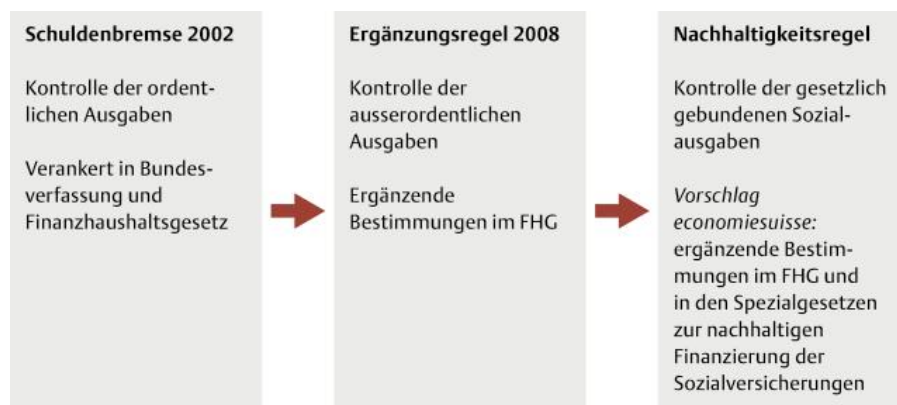 Schuldenbremse 2002
Kontrolle der ordent-
lichen Ausgaben
Verankert in Bundes-
verfassung und
Finanzhaushaltsgesetz
Ergänzungsregel 2008
Kontrolle der
ausserordentlichen
Ausgaben
Ergänzende
Bestimmungen im FHG
Nachhaltigkeitsregel
Kontrolle der gesetzlich
gebundenen Sozial-
ausgaben
Vorschlag
economiesuisse:
ergänzende Bestim-
mungen im FHG und
in den Spezialgesetzen
zur nachhaltigen
Finanzierung der
Sozialversicherungen